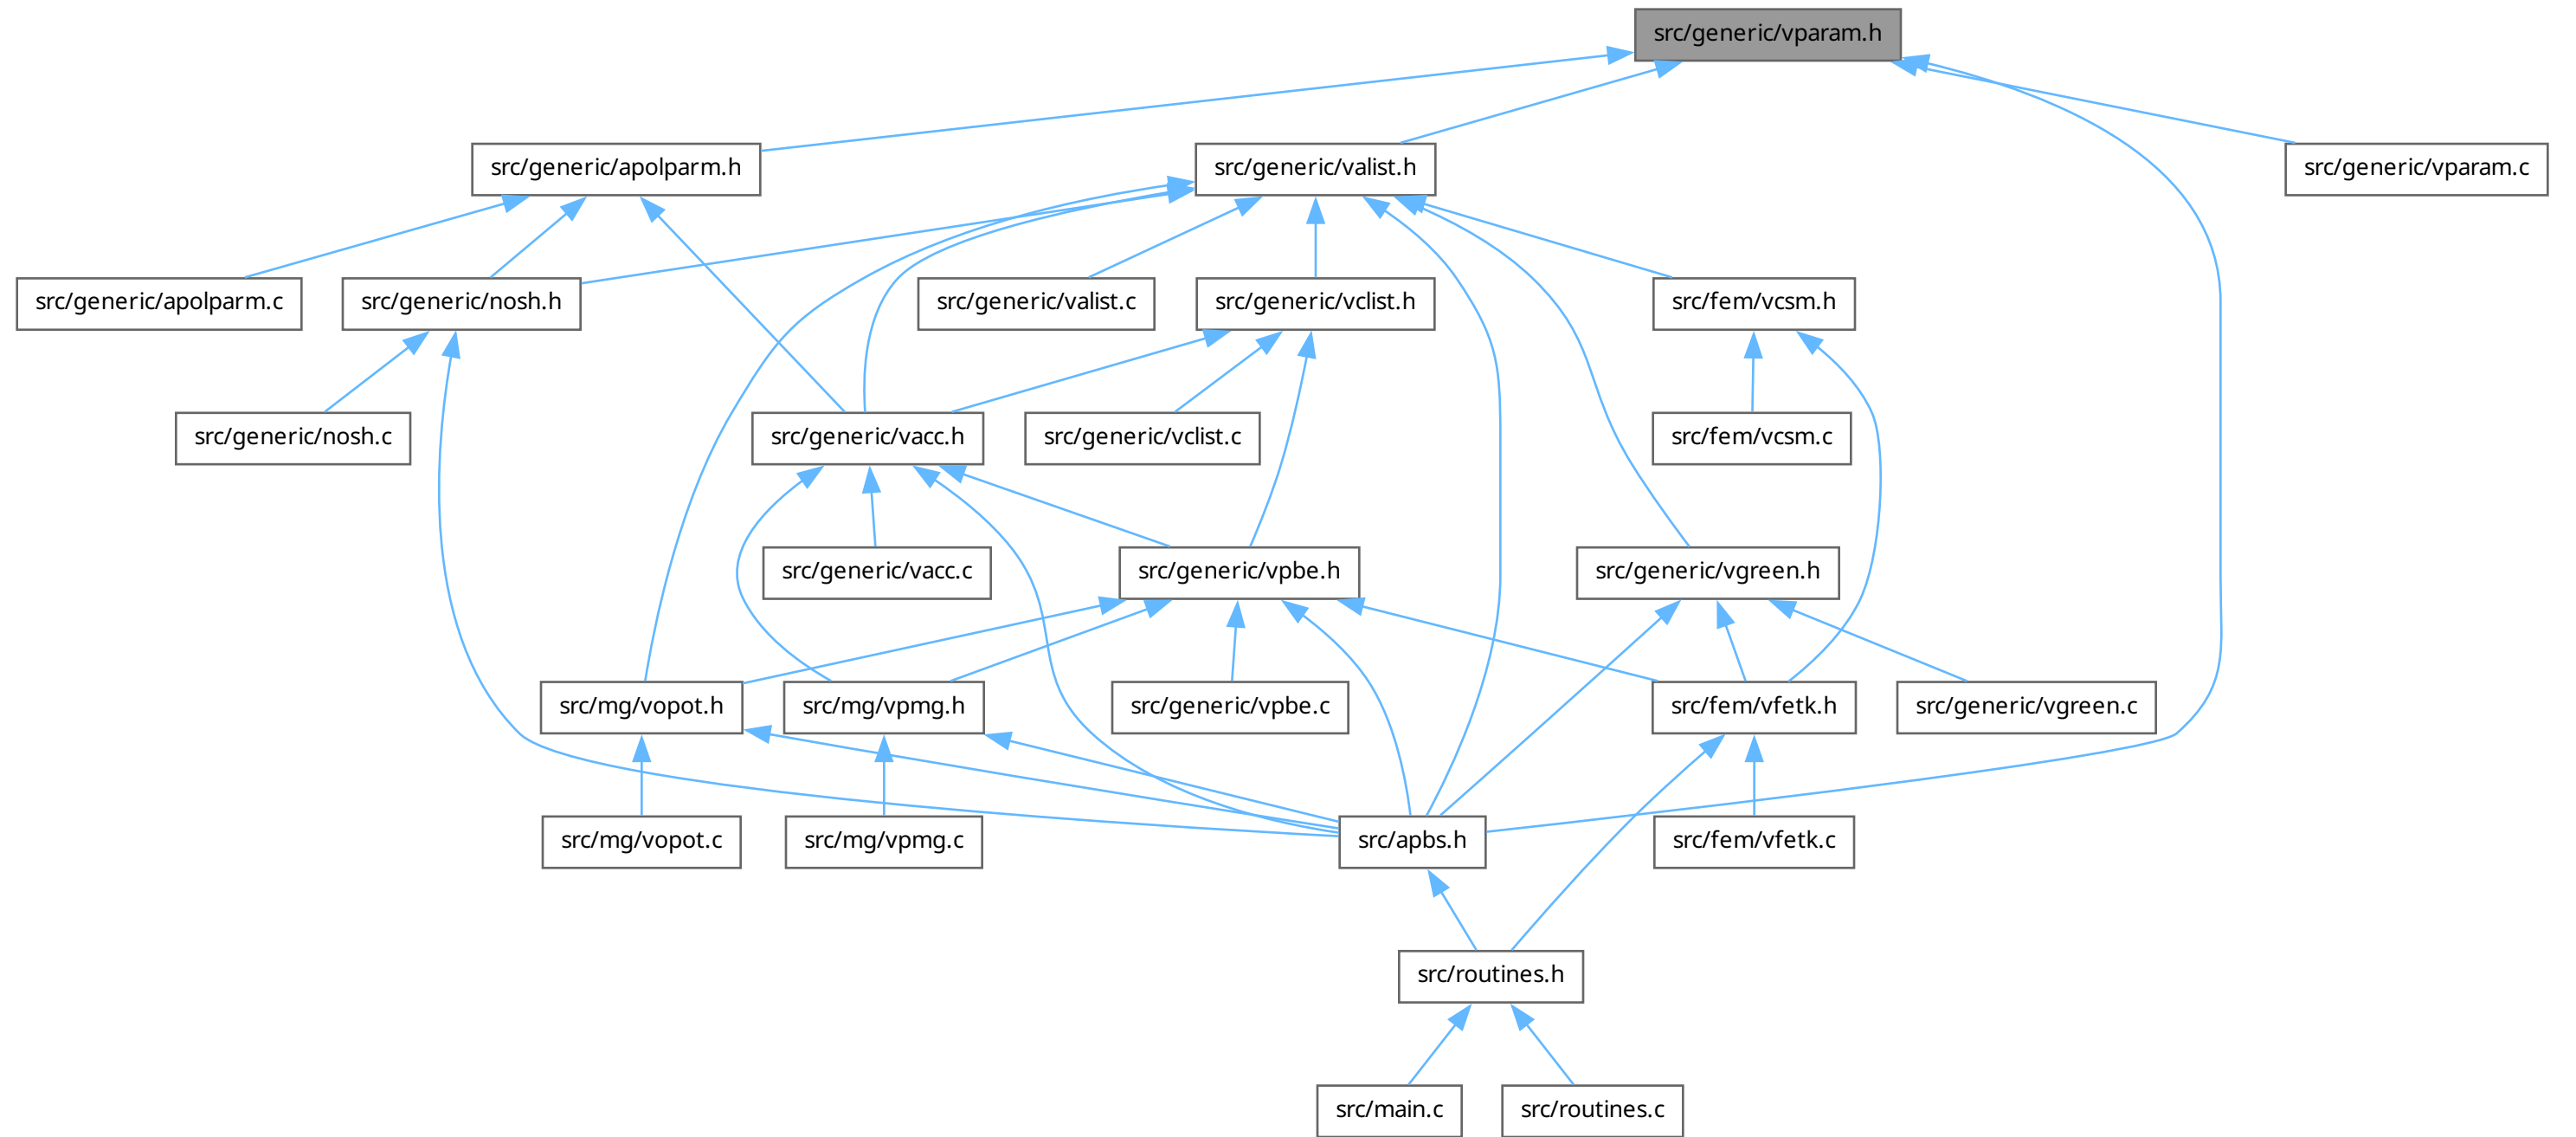 src/generic/vparam.h
src/generic/apolparm.h
src/generic/valist.h
src/generic/vparam.c
src/generic/apolparm.c
src/generic/nosh.h
src/generic/valist.c
src/generic/vclist.h
src/fem/vcsm.h
src/generic/nosh.c
src/generic/vacc.h
src/generic/vclist.c
src/fem/vcsm.c
src/generic/vacc.c
src/generic/vpbe.h
src/generic/vgreen.h
src/mg/vopot.h
src/mg/vpmg.h
src/generic/vpbe.c
src/fem/vfetk.h
src/generic/vgreen.c
src/mg/vopot.c
src/mg/vpmg.c
src/apbs.h
src/fem/vfetk.c
src/routines.h
src/main.c
src/routines.c